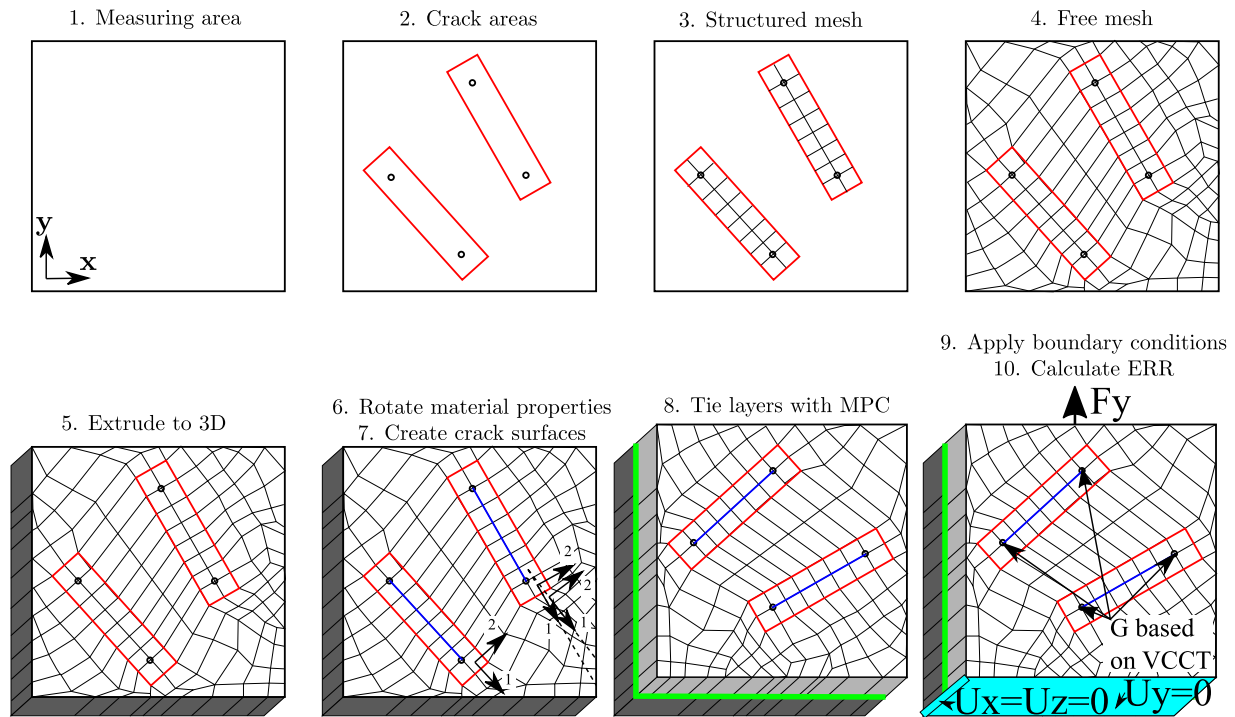 1. Measuring area
2. Crack areas
3. Structured mesh
4. Free mesh
y
x
5. Extrude to 3D
6. Rotate material properties
7. Create crack surfaces
8. Tie layers with MPC
9. Apply boundary conditions
10. Calculate ERR
Fy
2
2
1
1
2
1
G based
on VCCT
Ux=Uz=0
Uy=0